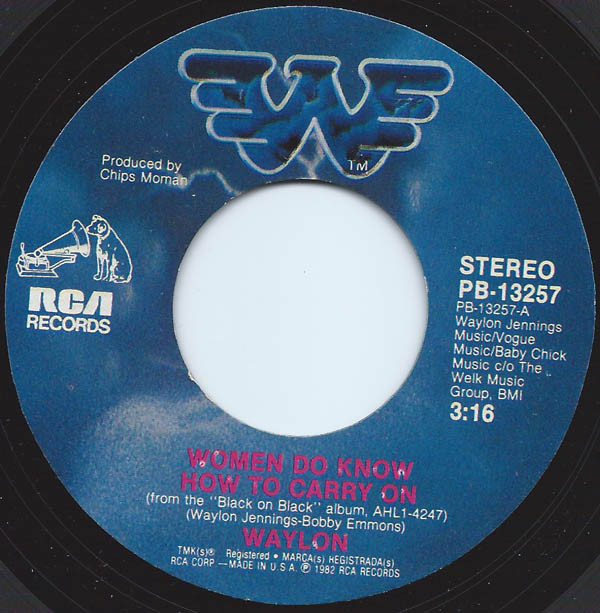 TM
Produced by
Chips Moman
RCA
RECORDS
STEREO
PB-13257
PB-13257-A
Waylon Jennings
Music/Vogue
Music/Baby Chick
Music c/o The
Welk Music
Group, BMI
3:16
WOMEN DO KNOW
HOW TO CARRY ON
(from the "Black on Black" album, AHL1-4247)
(Waylon Jennings-Bobby Emmons)
WAYLON
TMK(s)® Registered • MARCA(s) REGISTRADA(s)
RCA CORP — MADE IN U.S.A. ℗ 1982 RCA RECORDS